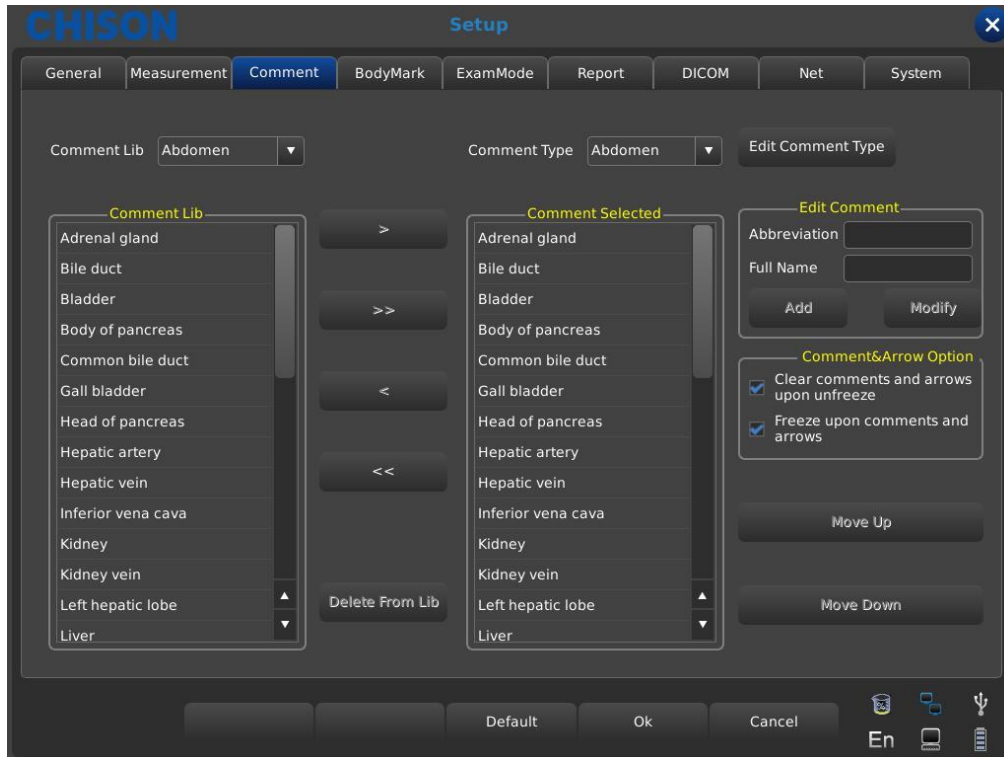 CHISON
Setup
General Measurement Comment BodyMark ExamMode Report DICOM Net System
Comment Lib Abdomen
Comment Type Abdomen
Edit Comment Type
Comment Lib
Adrenal gland
Bile duct
Bladder
Body of pancreas
Common bile duct
Gall bladder
Head of pancreas
Hepatic artery
Hepatic vein
Inferior vena cava
Kidney
Kidney vein
Left hepatic lobe
Liver
>
>>
<
<<
Delete From Lib
Comment Selected
Adrenal gland
Bile duct
Bladder
Body of pancreas
Common bile duct
Gall bladder
Head of pancreas
Hepatic artery
Hepatic vein
Inferior vena cava
Kidney
Kidney vein
Left hepatic lobe
Liver
Edit Comment
Abbreviation
Full Name
Add Modify
Comment&Arrow Option
Clear comments and arrows
upon unfreeze
Freeze upon comments and
arrows
Move Up
Move Down
Default Ok Cancel
En